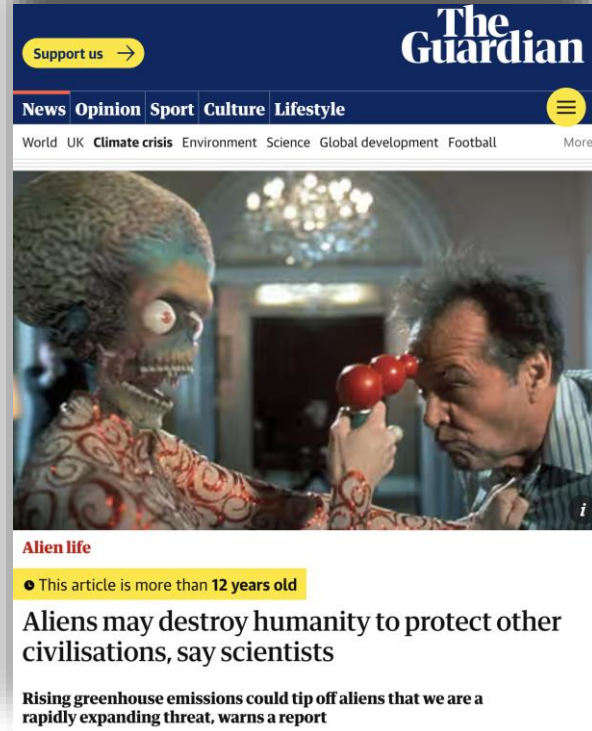 Support us →
The
Guardian
News Opinion Sport Culture Lifestyle
World UK Climate crisis Environment Science Global development Football More
i
Alien life
This article is more than 12 years old
Aliens may destroy humanity to protect other
civilisations, say scientists
Rising greenhouse emissions could tip off aliens that we are a
rapidly expanding threat, warns a report